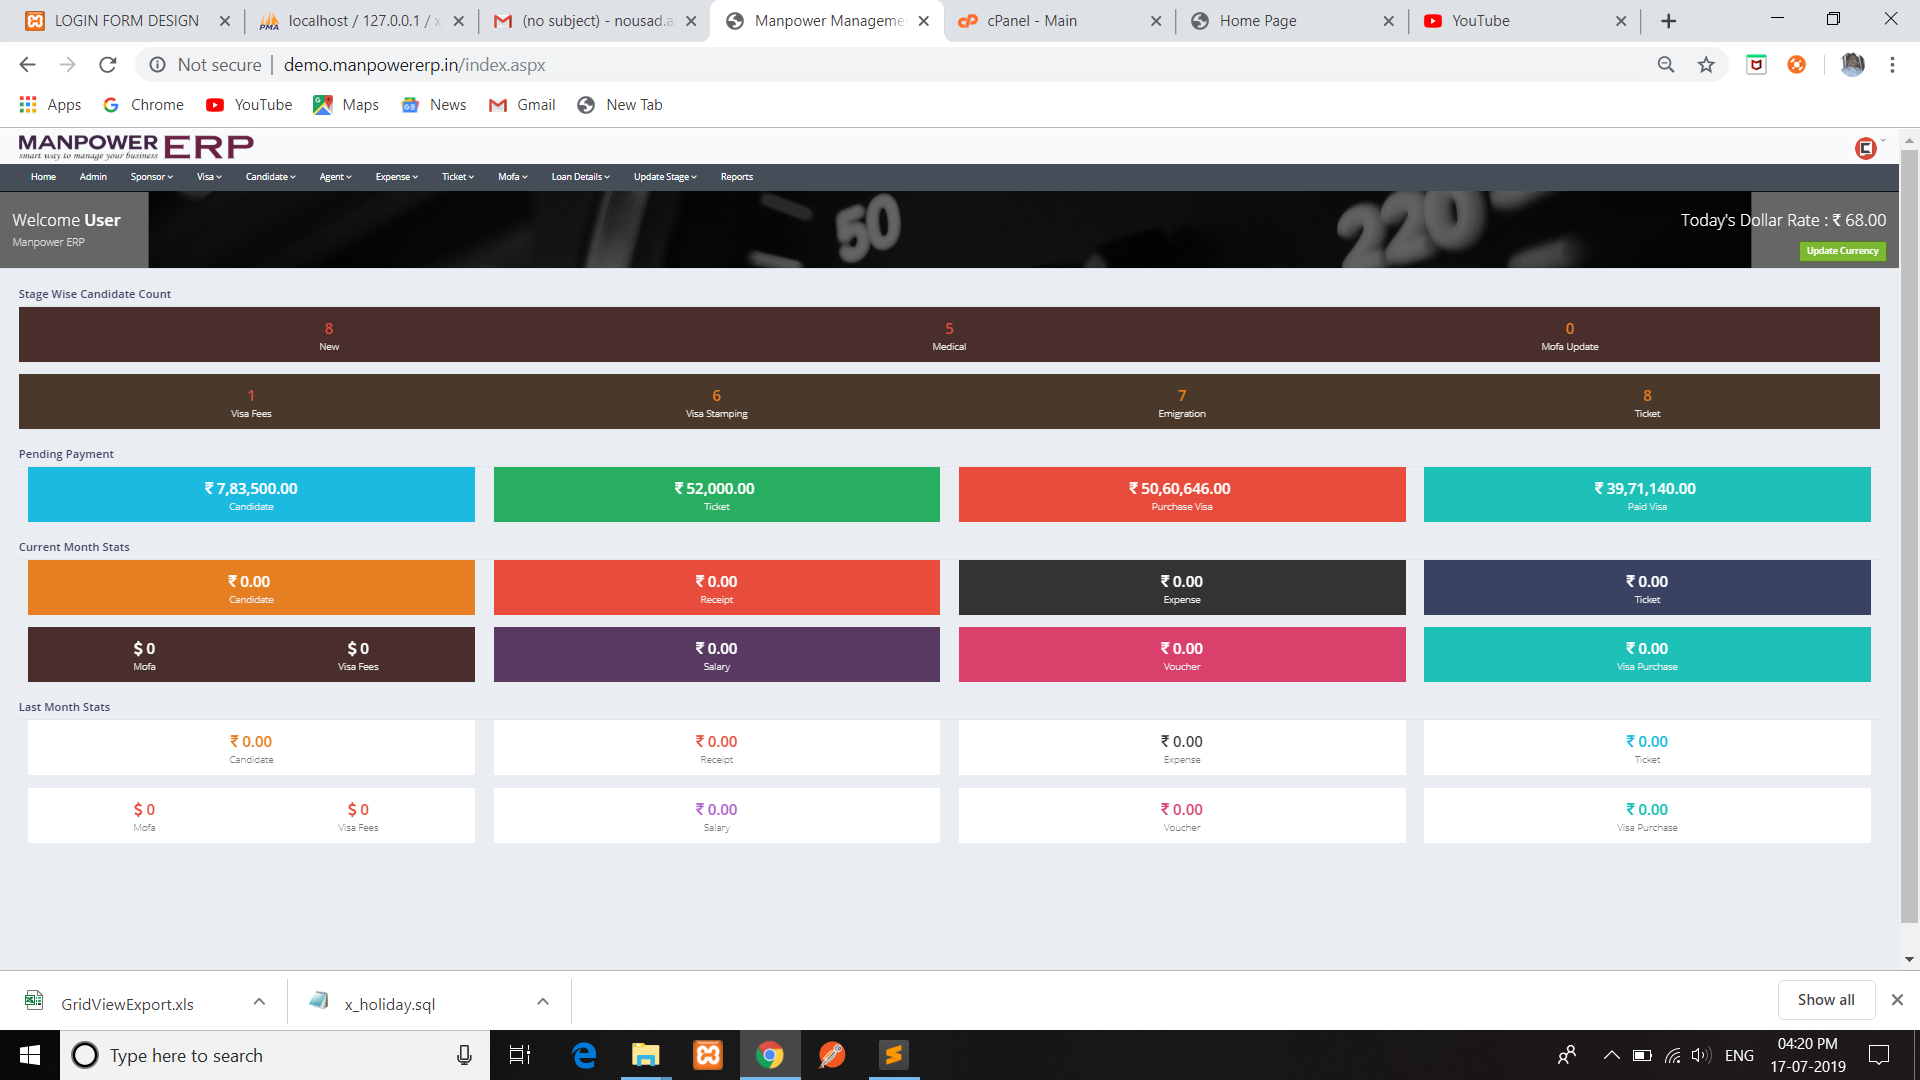 LOGIN FORM DESIGN
localhost / 127.0.0.1 / x
(no subject) - nousad.a
Manpower Manageme
cPanel - Main
Home Page
YouTube
Not secure | demo.manpowererp.in/index.aspx
Apps Chrome YouTube Maps News Gmail New Tab
MANPOWER ERP
smart way to manage your business
Home Admin Sponsor Visa Candidate Agent Expense Ticket Mofa Loan Details Update Stage Reports
Welcome User
Manpower ERP
50
220
Today's Dollar Rate : ₹ 68.00
Update Currency
Stage Wise Candidate Count
8 5 0
New Medical Mofa Update
1 6 7 8
Visa Fees Visa Stamping Emigration Ticket
Pending Payment
₹ 7,83,500.00 ₹ 52,000.00 ₹ 50,60,646.00 ₹ 39,71,140.00
Candidate Ticket Purchase Visa Paid Visa
Current Month Stats
₹ 0.00 ₹ 0.00 ₹ 0.00 ₹ 0.00
Candidate Receipt Expense Ticket
$ 0 $ 0 ₹ 0.00 ₹ 0.00 ₹ 0.00
Mofa Visa Fees Salary Voucher Visa Purchase
Last Month Stats
₹ 0.00 ₹ 0.00 ₹ 0.00 ₹ 0.00
Candidate Receipt Expense Ticket
$ 0 $ 0 ₹ 0.00 ₹ 0.00 ₹ 0.00
Mofa Visa Fees Salary Voucher Visa Purchase
GridViewExport.xls
x_holiday.sql
Show all
Type here to search
ENG
04:20 PM
17-07-2019